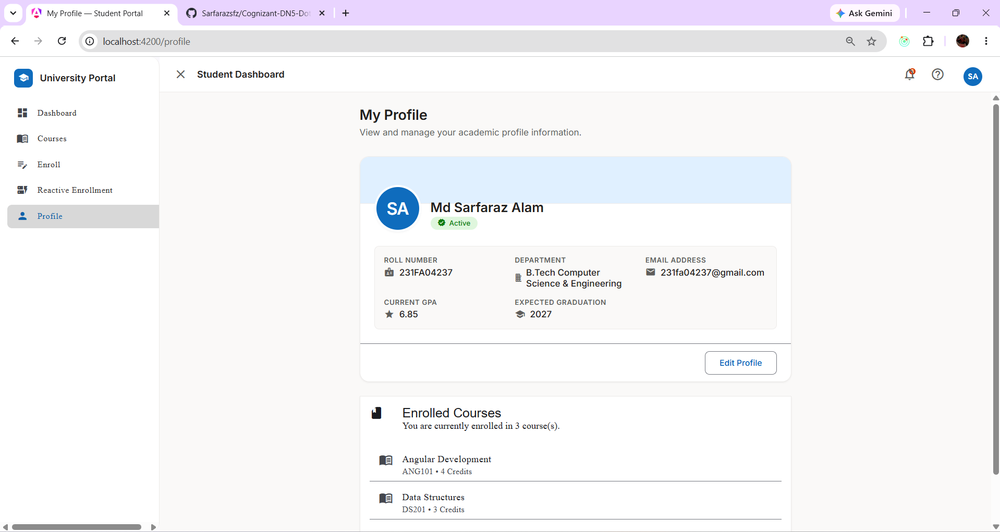 My Profile — Student Portal
Sarfarazsfz/Cognizant-DN5-Dot
Ask Gemini
localhost:4200/profile
University Portal
Student Dashboard
3
SA
Dashboard
Courses
Enroll
Reactive Enrollment
Profile
My Profile
View and manage your academic profile information.
SA
Md Sarfaraz Alam
Active
ROLL NUMBER
231FA04237
DEPARTMENT
B.Tech Computer
Science & Engineering
EMAIL ADDRESS
231fa04237@gmail.com
CURRENT GPA
6.85
EXPECTED GRADUATION
2027
Edit Profile
Enrolled Courses
You are currently enrolled in 3 course(s).
Angular Development
ANG101 • 4 Credits
Data Structures
DS201 • 3 Credits